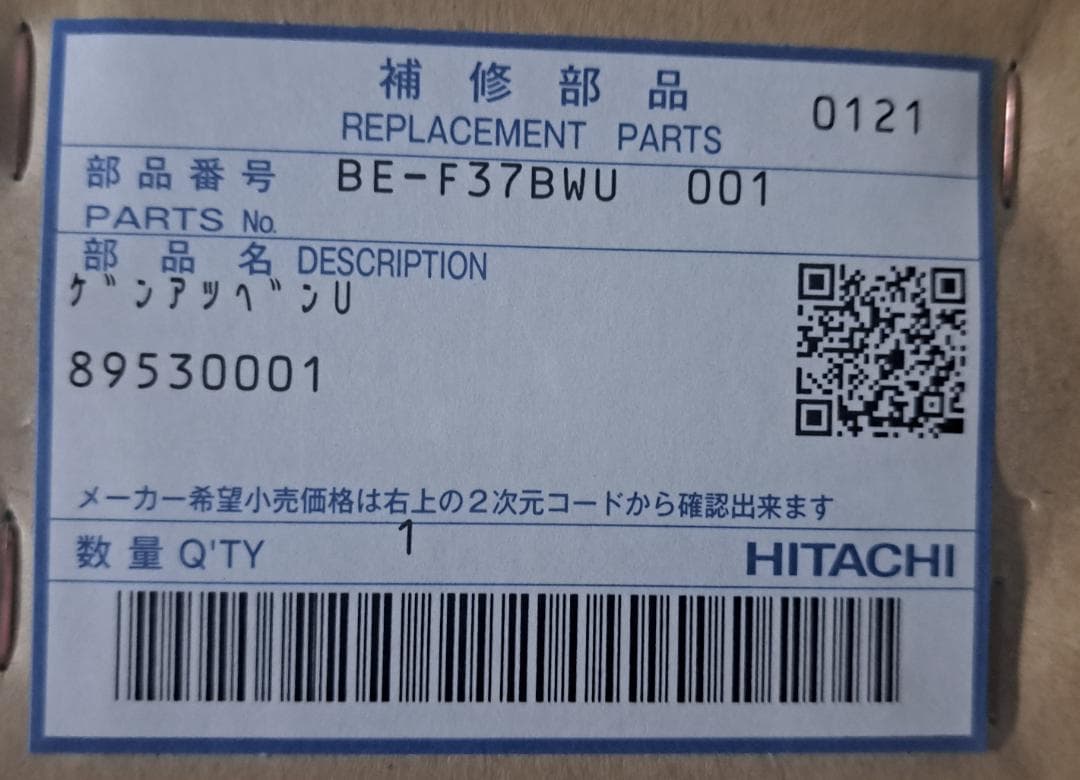 補修部品
REPLACEMENT PARTS
0121
部品番号 BE-F37BWU 001
PARTS No.
部品名 DESCRIPTION
ゲンアツベンU
89530001
メーカー希望小売価格は右上の2次元コードから確認出来ます
数量 Q'TY 1
HITACHI